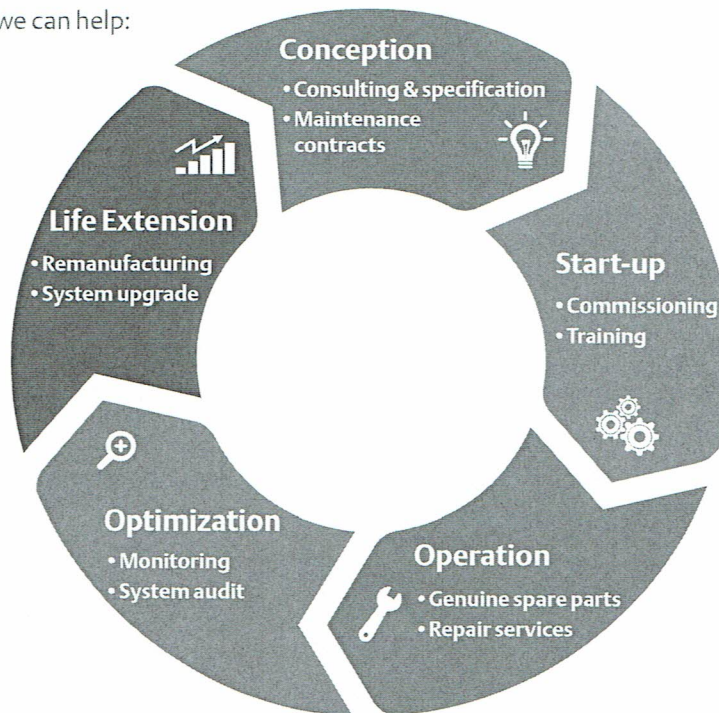 we can help:
Conception
• Consulting & specification
• Maintenance
contracts
Start-up
• Commissioning
• Training
Operation
• Genuine spare parts
• Repair services
Optimization
• Monitoring
• System audit
Life Extension
• Remanufacturing
• System upgrade